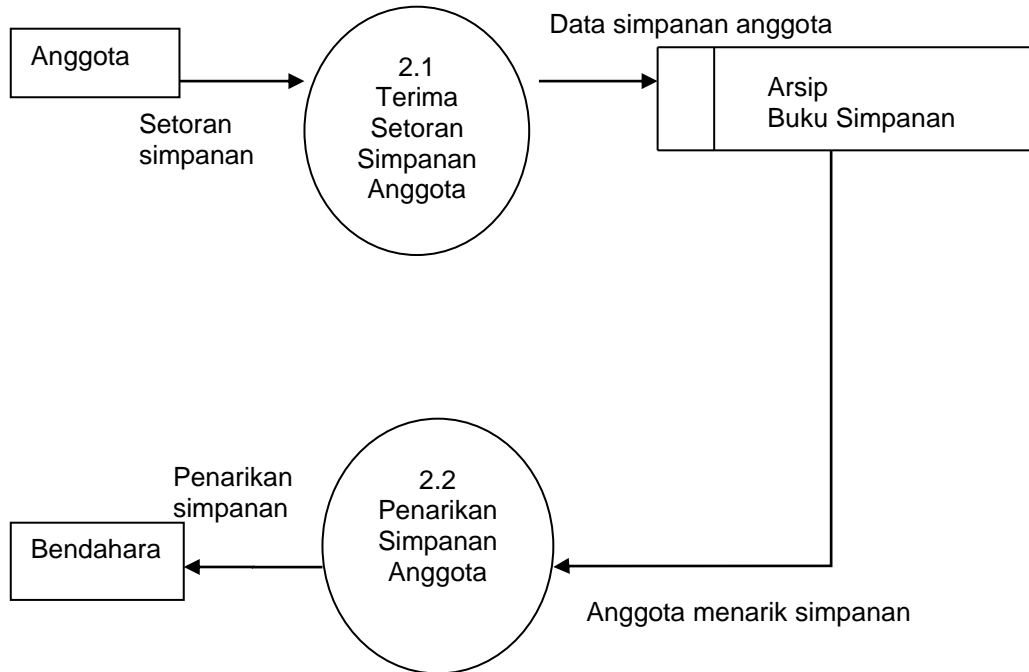 Anggota
Setoran
simpanan
2.1
Terima
Setoran
Simpanan
Anggota
Data simpanan anggota
Arsip
Buku Simpanan
Anggota menarik simpanan
2.2
Penarikan
Simpanan
Anggota
Penarikan
simpanan
Bendahara